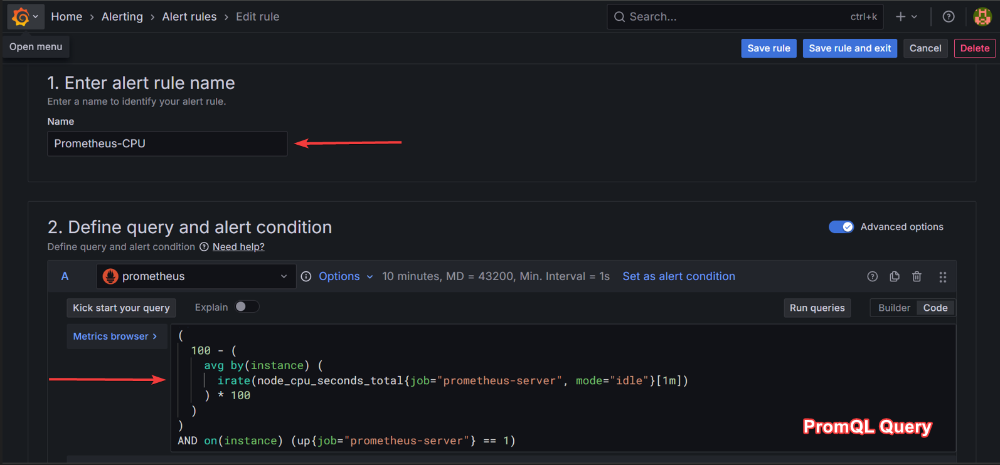 Home › Alerting › Alert rules › Edit rule
Search... ctrl+k
Open menu
Save rule Save rule and exit Cancel Delete
1. Enter alert rule name
Enter a name to identify your alert rule.
Name
Prometheus-CPU
2. Define query and alert condition
Advanced options
Define query and alert condition Need help?
A prometheus Options 10 minutes, MD = 43200, Min. Interval = 1s Set as alert condition
Kick start your query Explain Run queries Builder Code
Metrics browser ›
(
100 - (
avg by(instance) (
irate(node_cpu_seconds_total{job="prometheus-server", mode="idle"}[1m])
) * 100
)
)
AND on(instance) (up{job="prometheus-server"} == 1)
PromQL Query